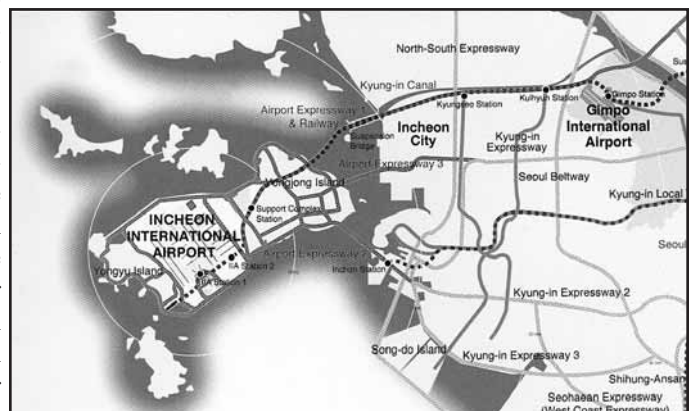 North-South Expressway
Kyung-in Canal
Kyungseo Station
Kulhyun Station
Gimpo Station
Gimpo
International
Airport
Airport Expressway 1
& Railway
Suspension
Bridge
Incheon
City
Kyung-in
Expressway
Airport Expressway 3
Seoul Beltway
Yongjong Island
Kyung-in Local
Support Complex
Station
INCHEON
INTERNATIONAL
AIRPORT
Airport Expressway 2
IIA Station 2
Yongyu Island
IIA Station 1
Inchon Station
Seoul
Kyung-in Expressway 2
Song-do Island
Kyung-in Expressway 3
Shihung-Ansan
Seohaean Expressway
(West Coast Expressway)